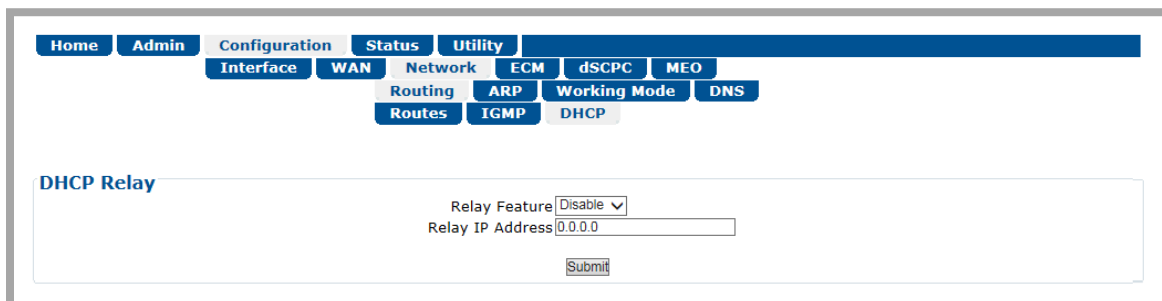 Home Admin Configuration Status Utility
Interface WAN Network ECM dSCPC MEO
Routing ARP Working Mode DNS
Routes IGMP DHCP
DHCP Relay
Relay Feature Disable
Relay IP Address 0.0.0.0
Submit